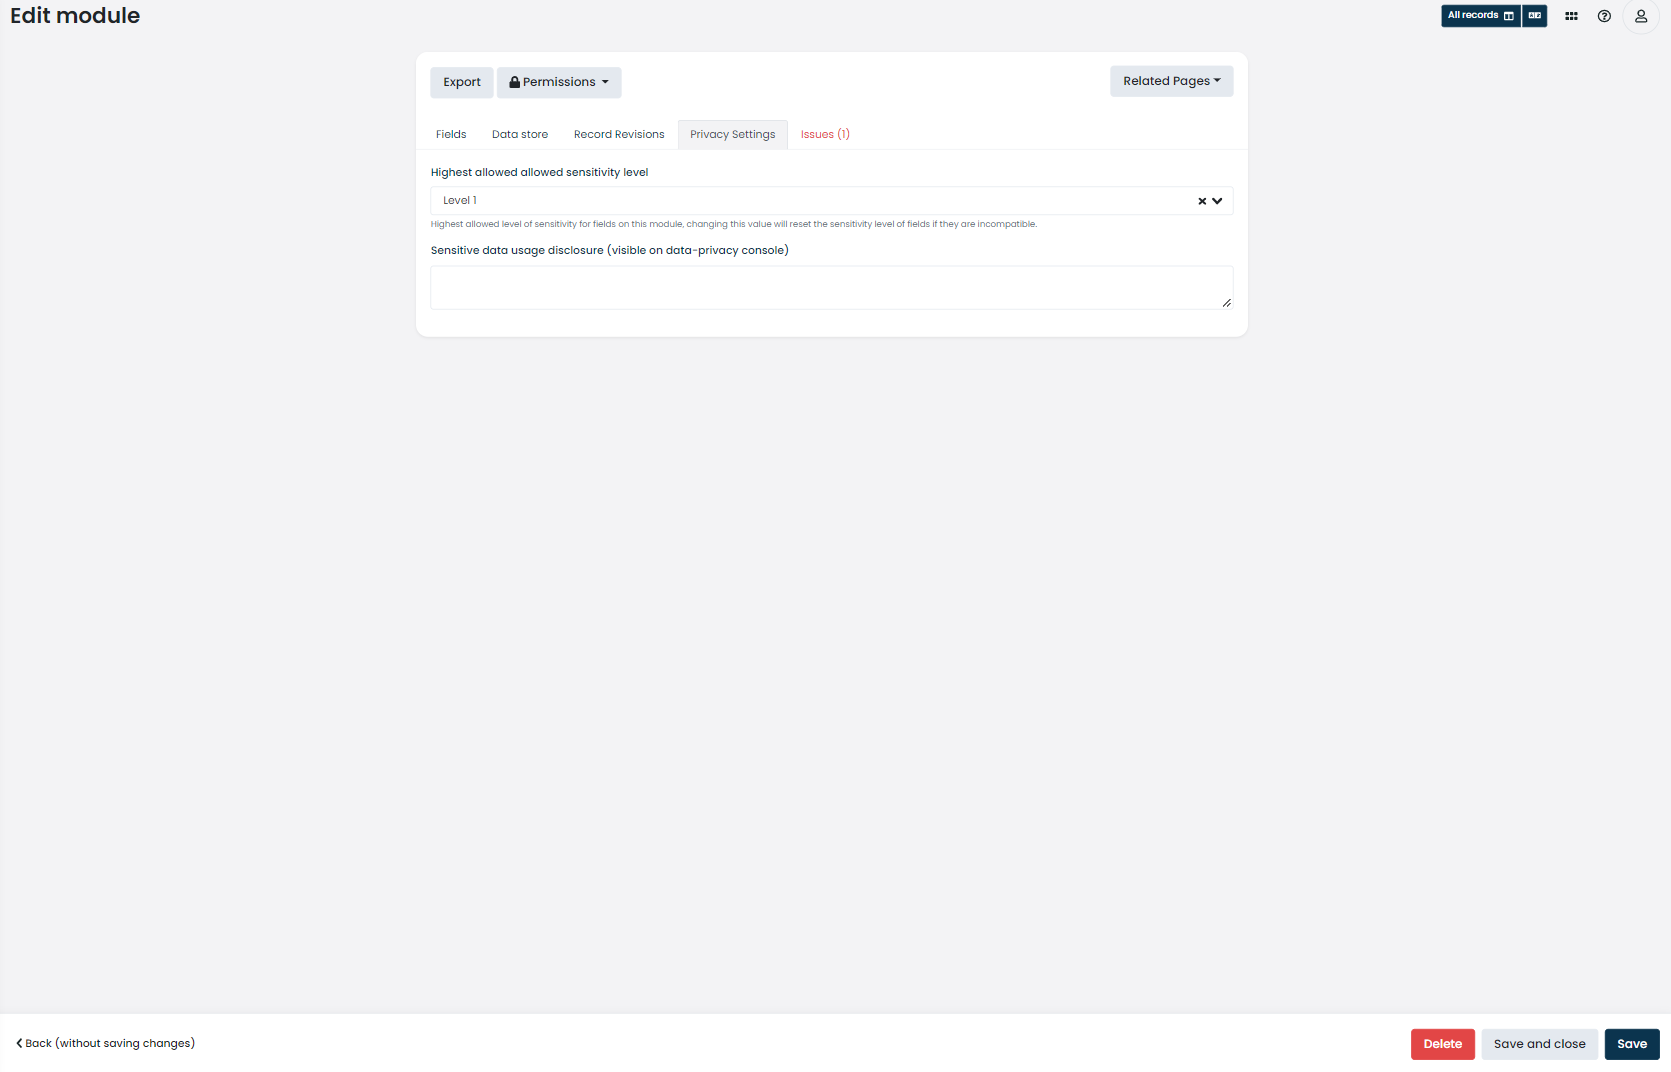 Edit module
All records
Export
Permissions
Related Pages
Fields
Data store
Record Revisions
Privacy Settings
Issues (1)
Highest allowed allowed sensitivity level
Level 1
Highest allowed level of sensitivity for fields on this module, changing this value will reset the sensitivity level of fields if they are incompatible.
Sensitive data usage disclosure (visible on data-privacy console)
Back (without saving changes)
Delete
Save and close
Save